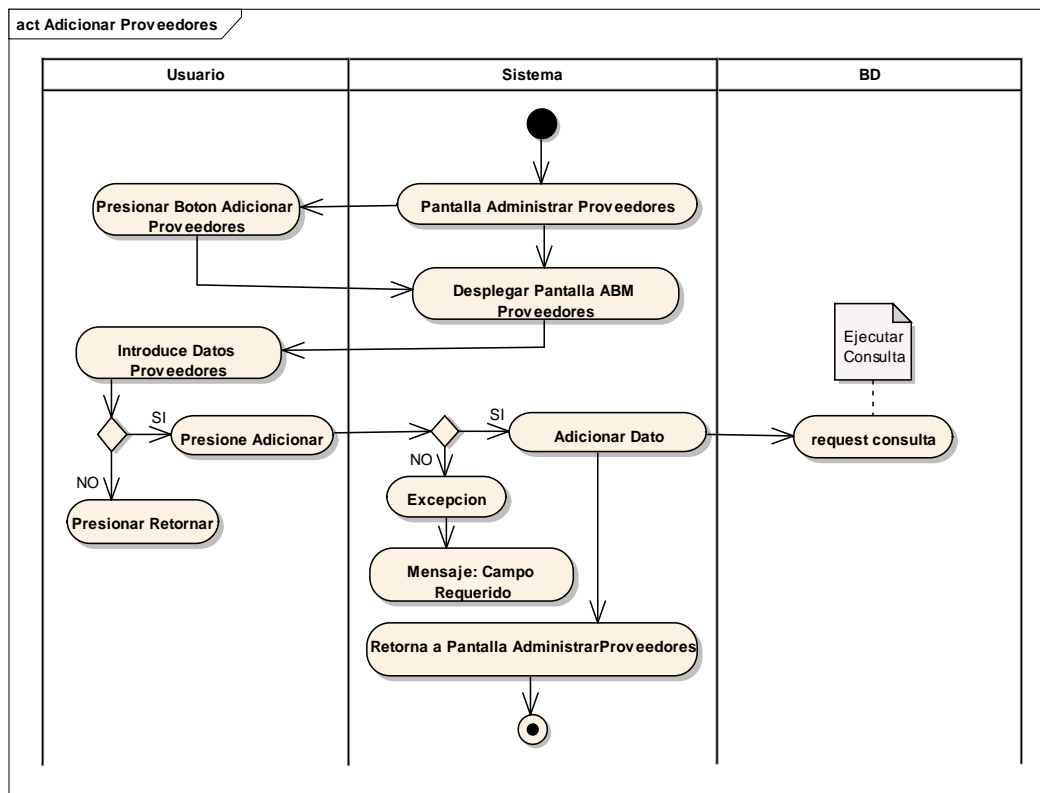 act Adicionar Proveedores
Usuario
Sistema
BD
Presionar Boton Adicionar
Proveedores
Pantalla Administrar Proveedores
Desplegar Pantalla ABM
Proveedores
Introduce Datos
Proveedores
Ejecutar
Consulta
SI
Presione Adicionar
SI
Adicionar Dato
request consulta
NO
Presionar Retornar
NO
Excepcion
Mensaje: Campo
Requerido
Retorna a Pantalla AdministrarProveedores